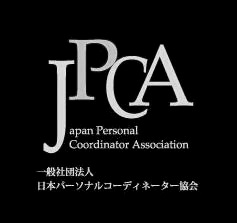 JPCA
Japan Personal
Coordinator Association
一般社団法人
日本パーソナルコーディネーター協会